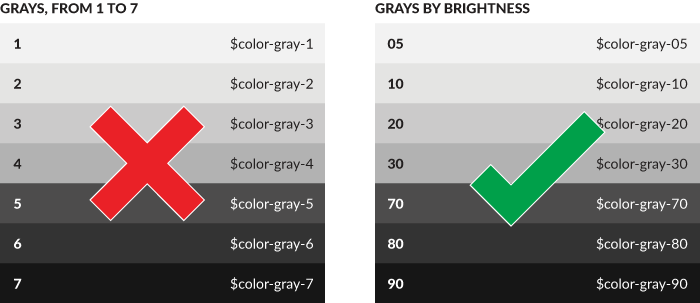 GRAYS, FROM 1 TO 7
1 $color-gray-1
2 $color-gray-2
3 $color-gray-3
4 $color-gray-4
5 $color-gray-5
6 $color-gray-6
7 $color-gray-7
GRAYS BY BRIGHTNESS
05 $color-gray-05
10 $color-gray-10
20 $color-gray-20
30 $color-gray-30
70 $color-gray-70
80 $color-gray-80
90 $color-gray-90